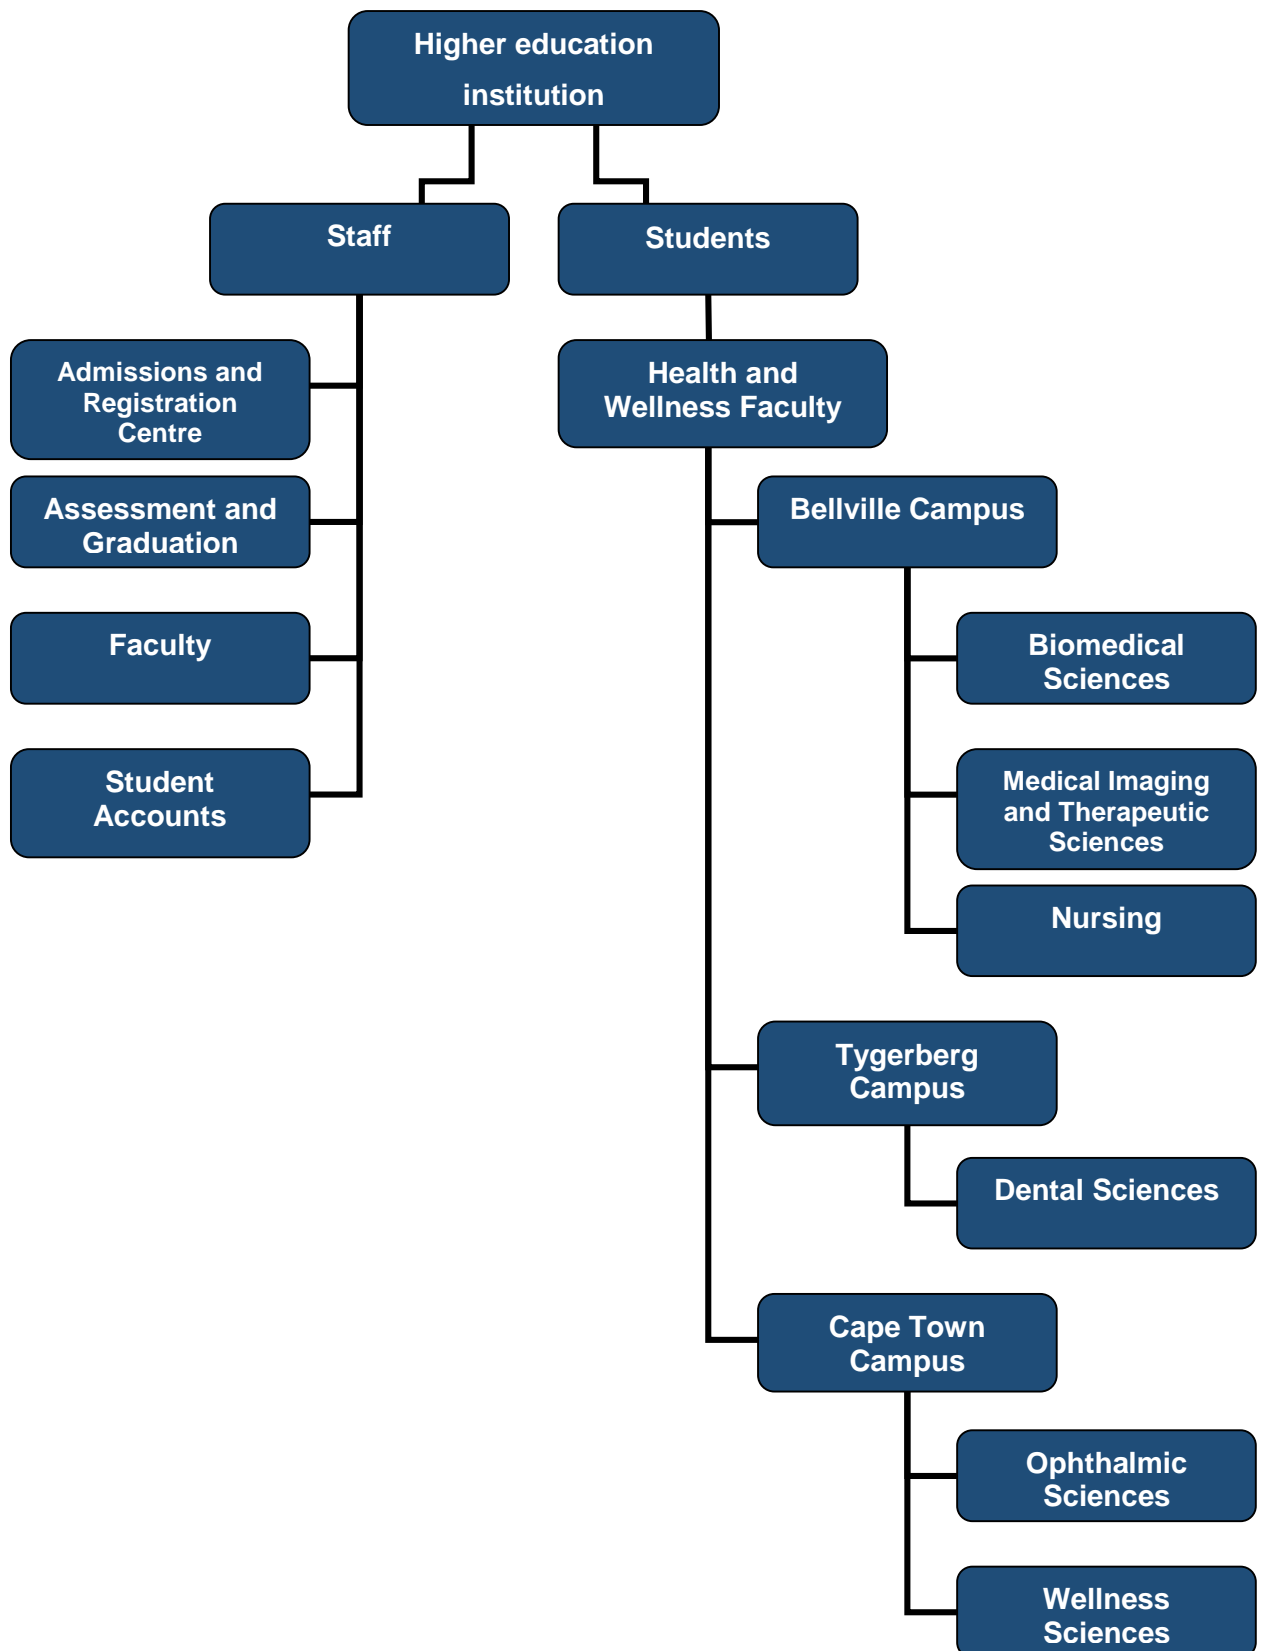 Higher education
institution
Staff
Students
Admissions and
Registration
Centre
Health and
Wellness Faculty
Assessment and
Graduation
Bellville Campus
Faculty
Biomedical
Sciences
Student
Accounts
Medical Imaging
and Therapeutic
Sciences
Nursing
Tygerberg
Campus
Dental Sciences
Cape Town
Campus
Ophthalmic
Sciences
Wellness
Sciences